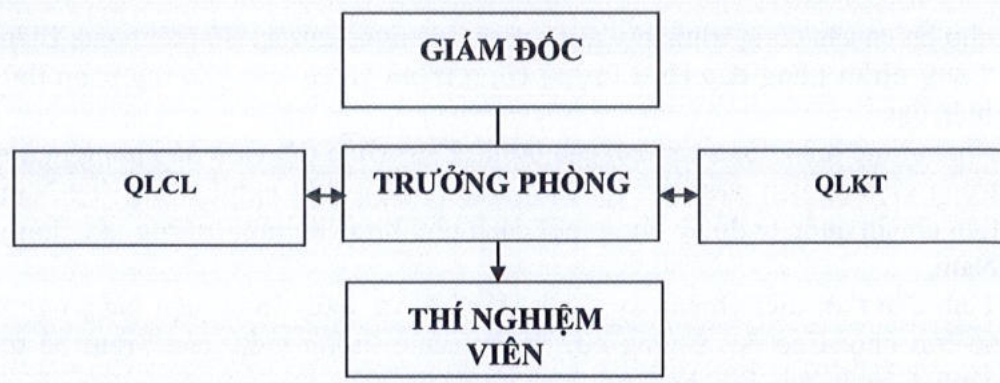 GIÁM ĐỐC
QLCL
TRƯỞNG PHÒNG
QLKT
THÍ NGHIỆM
VIÊN